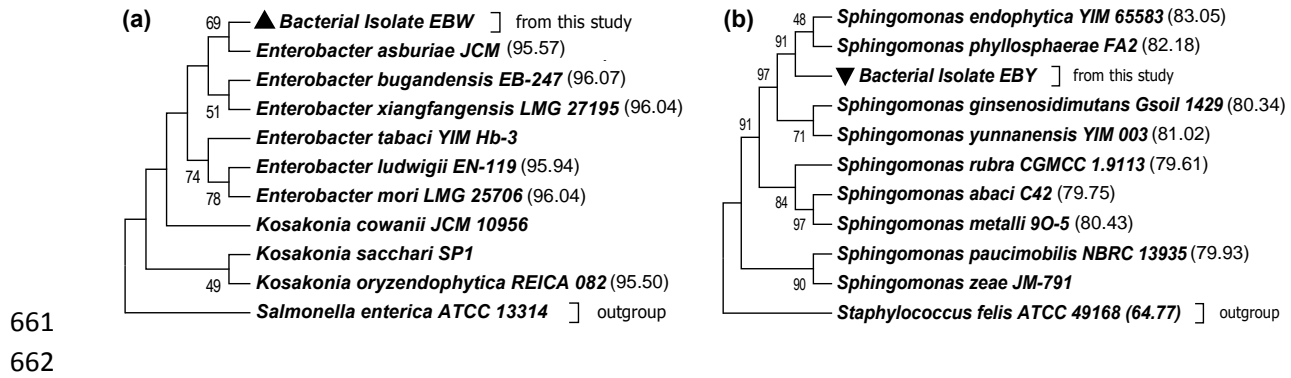 (a)
69
▲ Bacterial Isolate EBW ] from this study
Enterobacter asburiae JCM (95.57)
Enterobacter bugandensis EB-247 (96.07)
51
Enterobacter xiangfangensis LMG 27195 (96.04)
Enterobacter tabaci YIM Hb-3
74
Enterobacter ludwigii EN-119 (95.94)
78
Enterobacter mori LMG 25706 (96.04)
Kosakonia cowanii JCM 10956
Kosakonia sacchari SP1
49
Kosakonia oryzendophytica REICA 082 (95.50)
Salmonella enterica ATCC 13314 ] outgroup
(b)
48
Sphingomonas endophytica YIM 65583 (83.05)
91
Sphingomonas phyllosphaerae FA2 (82.18)
97
▼ Bacterial Isolate EBY ] from this study
Sphingomonas ginsenosidimutans Gsoil 1429 (80.34)
91
71
Sphingomonas yunnanensis YIM 003 (81.02)
Sphingomonas rubra CGMCC 1.9113 (79.61)
84
Sphingomonas abaci C42 (79.75)
97
Sphingomonas metalli 9O-5 (80.43)
Sphingomonas paucimobilis NBRC 13935 (79.93)
90
Sphingomonas zeae JM-791
Staphylococcus felis ATCC 49168 (64.77) ] outgroup
661
662